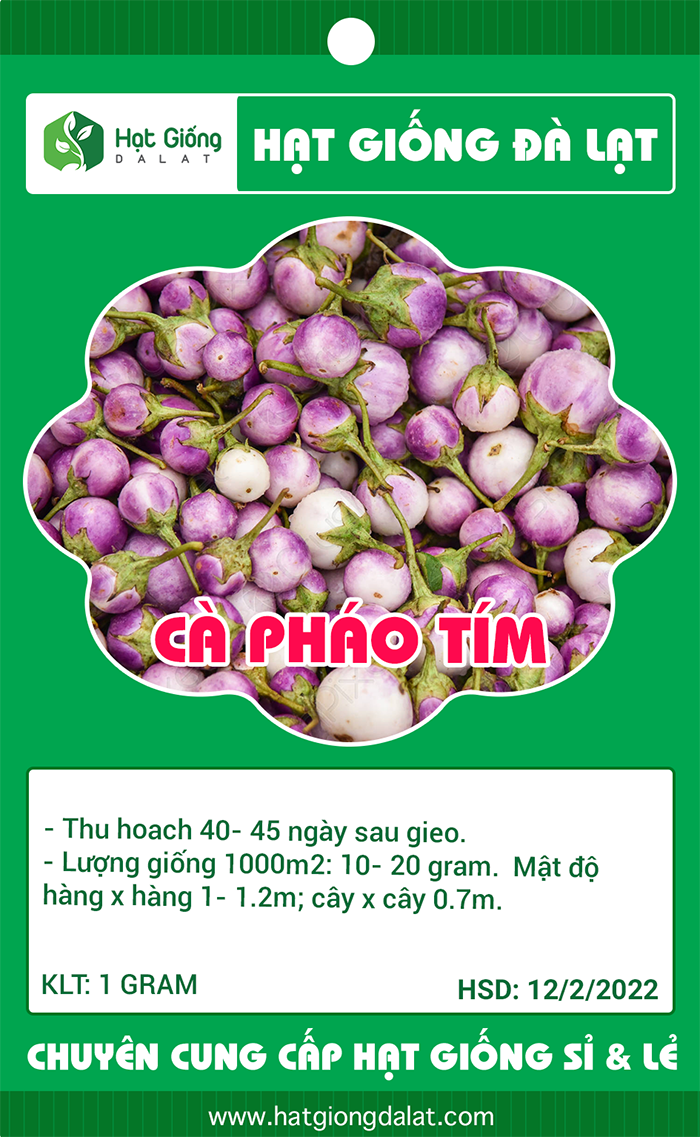 Hạt Giống
DALAT
HẠT GIỐNG ĐÀ LẠT
CÀ PHÁO TÍM
- Thu hoach 40- 45 ngày sau gieo.
- Lượng giống 1000m2: 10- 20 gram. Mật độ
hàng x hàng 1- 1.2m; cây x cây 0.7m.
KLT: 1 GRAM
HSD: 12/2/2022
CHUYÊN CUNG CẤP HẠT GIỐNG SỈ & LẺ
www.hatgiongdalat.com